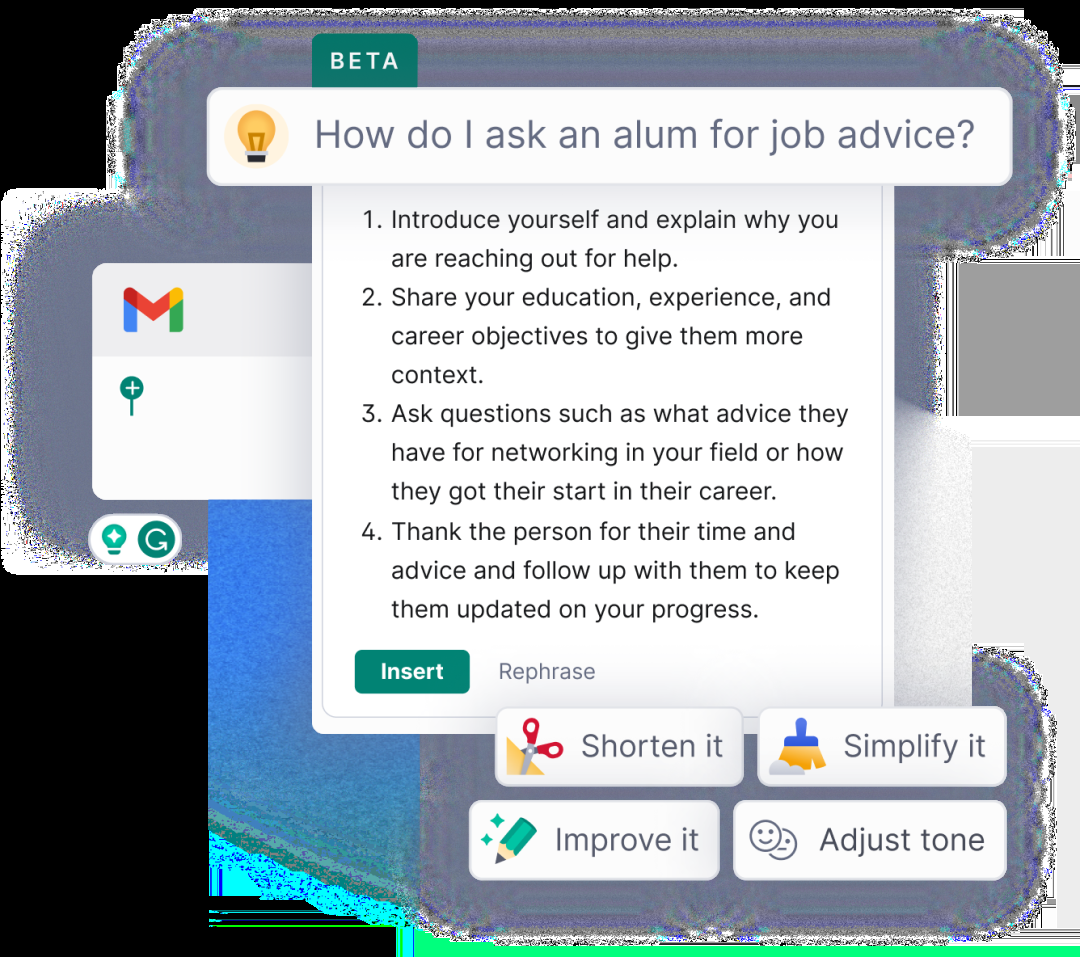 BETA
How do I ask an alum for job advice?
1. Introduce yourself and explain why you
are reaching out for help.
2. Share your education, experience, and
career objectives to give them more
context.
3. Ask questions such as what advice they
have for networking in your field or how
they got their start in their career.
4. Thank the person for their time and
advice and follow up with them to keep
them updated on your progress.
Insert
Rephrase
Shorten it
Simplify it
Improve it
Adjust tone